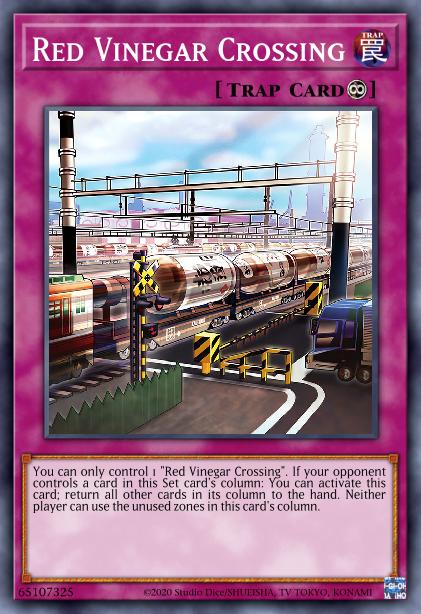 RED VINEGAR CROSSING
TRAP
罠
[TRAP CARD]
You can only control 1 "Red Vinegar Crossing". If your opponent
controls a card in this Set card's column: You can activate this
card; return all other cards in its column to the hand. Neither
player can use the unused zones in this card's column.
65107325
©2020 Studio Dice/SHUEISHA, TV TOKYO, KONAMI